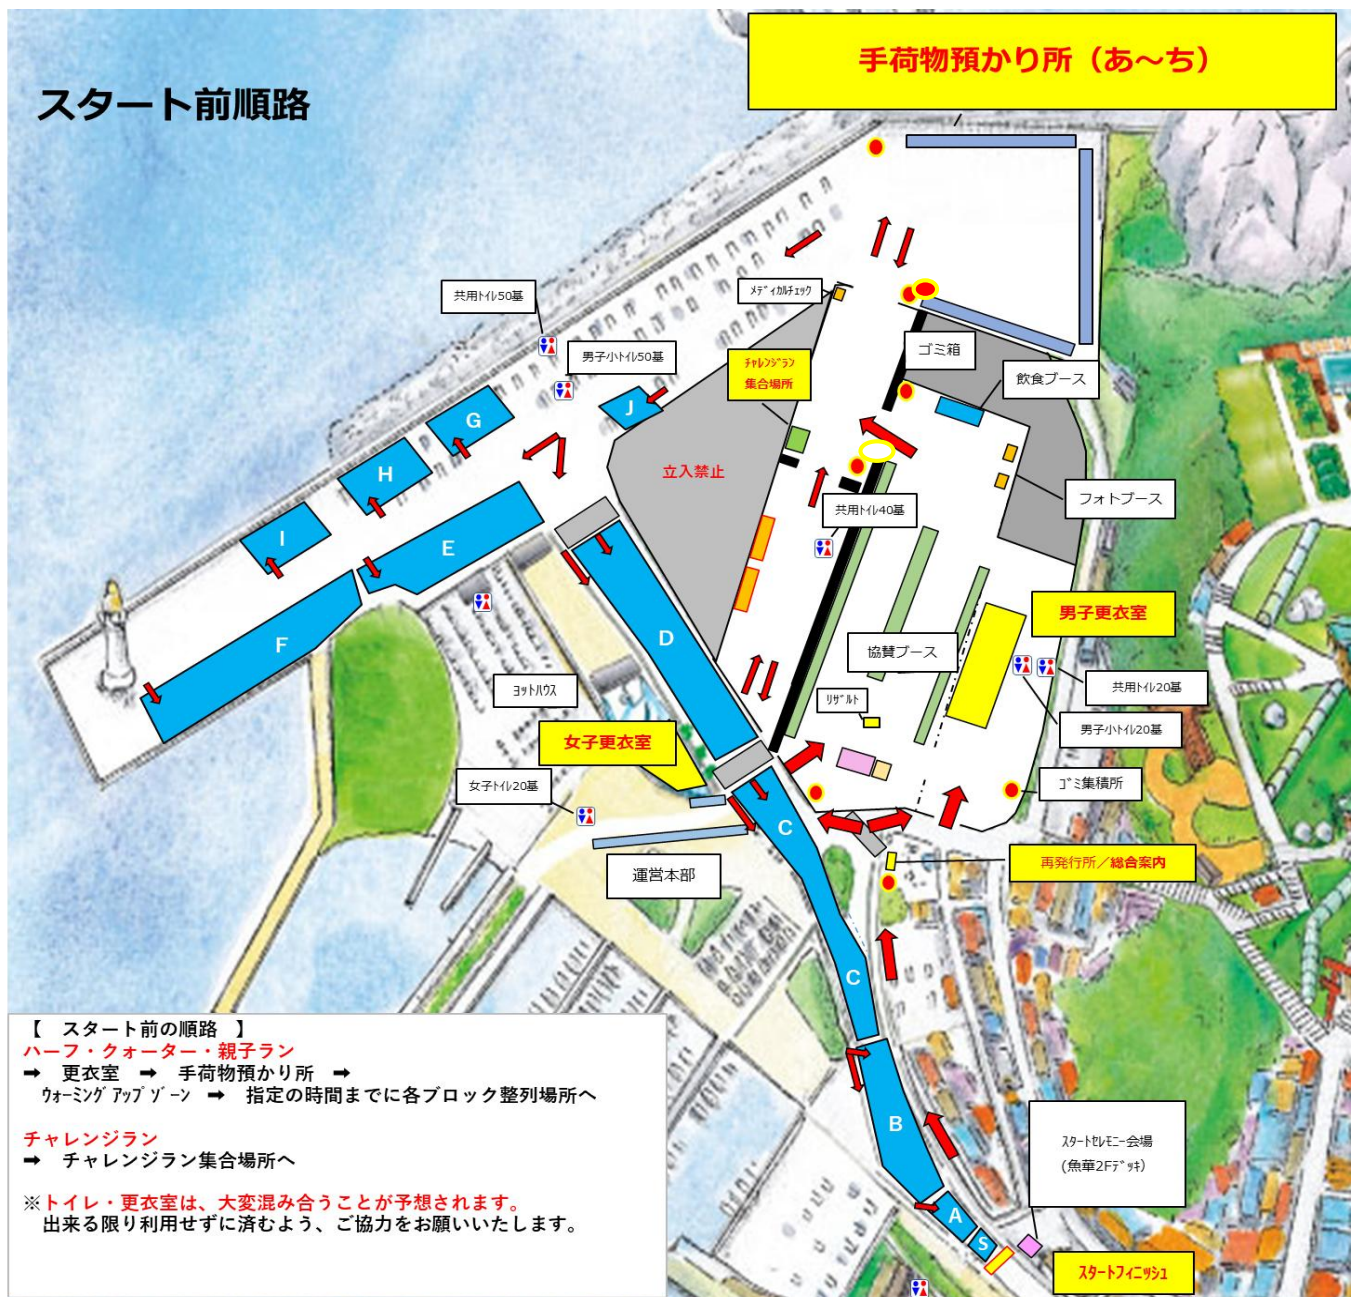 手荷物預かり所（あ～ち）
スタート前順路
共用ﾄｲﾚ50基
男子小ﾄｲﾚ50基
ﾒﾃﾞｨｶﾙﾁｪｯｸ
ﾁｬﾚﾝｼﾞﾗﾝ
集合場所
ゴミ箱
飲食ブース
フォトブース
立入禁止
共用ﾄｲﾚ40基
G
J
H
I
E
F
D
ﾖｯﾄﾊｳｽ
女子更衣室
女子ﾄｲﾚ20基
運営本部
協賛ブース
ﾘｻﾞﾙﾄ
男子更衣室
共用ﾄｲﾚ20基
男子小ﾄｲﾚ20基
ｺﾞﾐ集積所
再発行所／総合案内
C
C
B
A
S
ｽﾀｰﾄｾﾚﾓﾆｰ会場
(魚華2Fﾃﾞｯｷ)
ｽﾀｰﾄﾌｨﾆｯｼｭ
【　スタート前の順路　】
ハーフ・クォーター・親子ラン
➡　更衣室　➡　手荷物預かり所　➡
ｳｫｰﾐﾝｸﾞｱｯﾌﾟｿﾞｰﾝ　➡　指定の時間までに各ブロック整列場所へ
チャレンジラン
➡　チャレンジラン集合場所へ
※トイレ・更衣室は、大変混み合うことが予想されます。
出来る限り利用せずに済むよう、ご協力をお願いいたします。